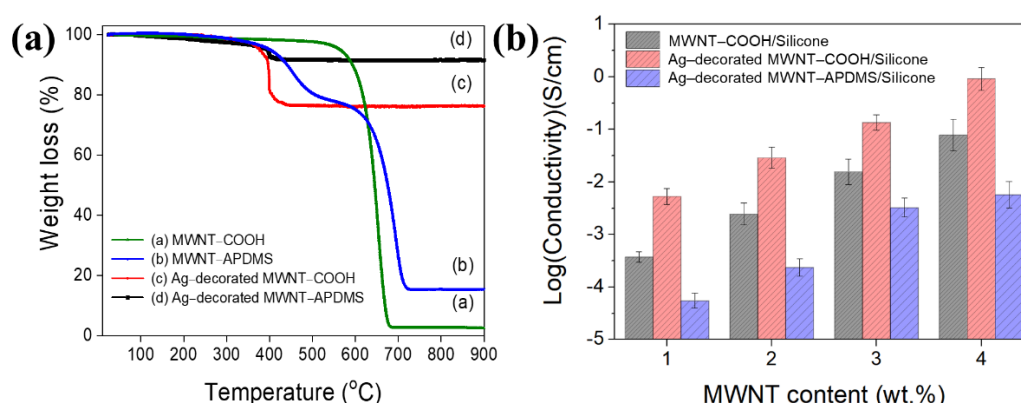 (a)
Weight loss (%)
100
80
60
40
20
0
(d)
(c)
(b)
(a)
(a) MWNT–COOH
(b) MWNT–APDMS
(c) Ag–decorated MWNT–COOH
(d) Ag–decorated MWNT–APDMS
100 200 300 400 500 600 700 800 900
Temperature (°C)
(b)
Log(Conductivity)(S/cm)
1
0
-1
-2
-3
-4
-5
MWNT–COOH/Silicone
Ag–decorated MWNT–COOH/Silicone
Ag–decorated MWNT–APDMS/Silicone
1 2 3 4
MWNT content (wt.%)